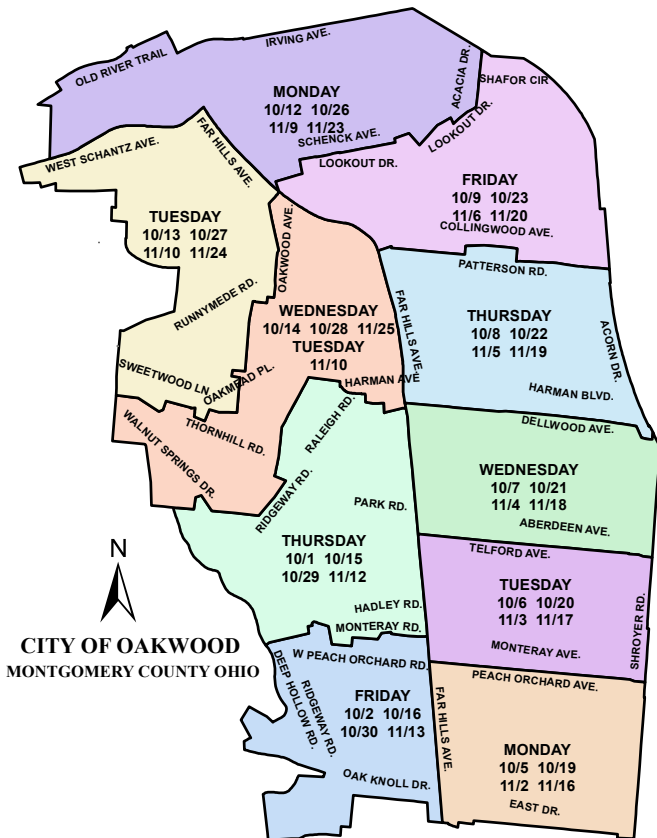 IRVING AVE.
OLD RIVER TRAIL
ACACIA DR.
SHAFOR CIR
MONDAY
10/12 10/26
11/9 11/23
SCHENCK AVE.
LOOKOUT DR.
LOOKOUT DR.
WEST SCHANTZ AVE.
FAR HILLS AVE.
FRIDAY
10/9 10/23
11/6 11/20
COLLINGWOOD AVE.
TUESDAY
10/13 10/27
11/10 11/24
OAKWOOD AVE.
RUNNYMEDE RD.
PATTERSON RD.
WEDNESDAY
10/14 10/28 11/25
TUESDAY
11/10
FAR HILLS AVE.
THURSDAY
10/8 10/22
11/5 11/19
ACORN DR.
SWEETWOOD LN
OAKMEAD PL.
HARMAN AVE
HARMAN BLVD.
THORNHILL RD.
WALNUT SPRINGS DR.
RALEIGH RD.
DELLWOOD AVE.
RIDGEWAY RD.
WEDNESDAY
10/7 10/21
11/4 11/18
ABERDEEN AVE.
PARK RD.
THURSDAY
10/1 10/15
10/29 11/12
HADLEY RD.
MONTERAY RD.
TELFORD AVE.
TUESDAY
10/6 10/20
11/3 11/17
SHROYER RD.
MONTERAY AVE.
N
CITY OF OAKWOOD
MONTGOMERY COUNTY OHIO
W PEACH ORCHARD RD.
PEACH ORCHARD AVE.
DEEP HOLLOW RD.
RIDGEWAY RD.
FRIDAY
10/2 10/16
10/30 11/13
FAR HILLS AVE.
OAK KNOLL DR.
MONDAY
10/5 10/19
11/2 11/16
EAST DR.